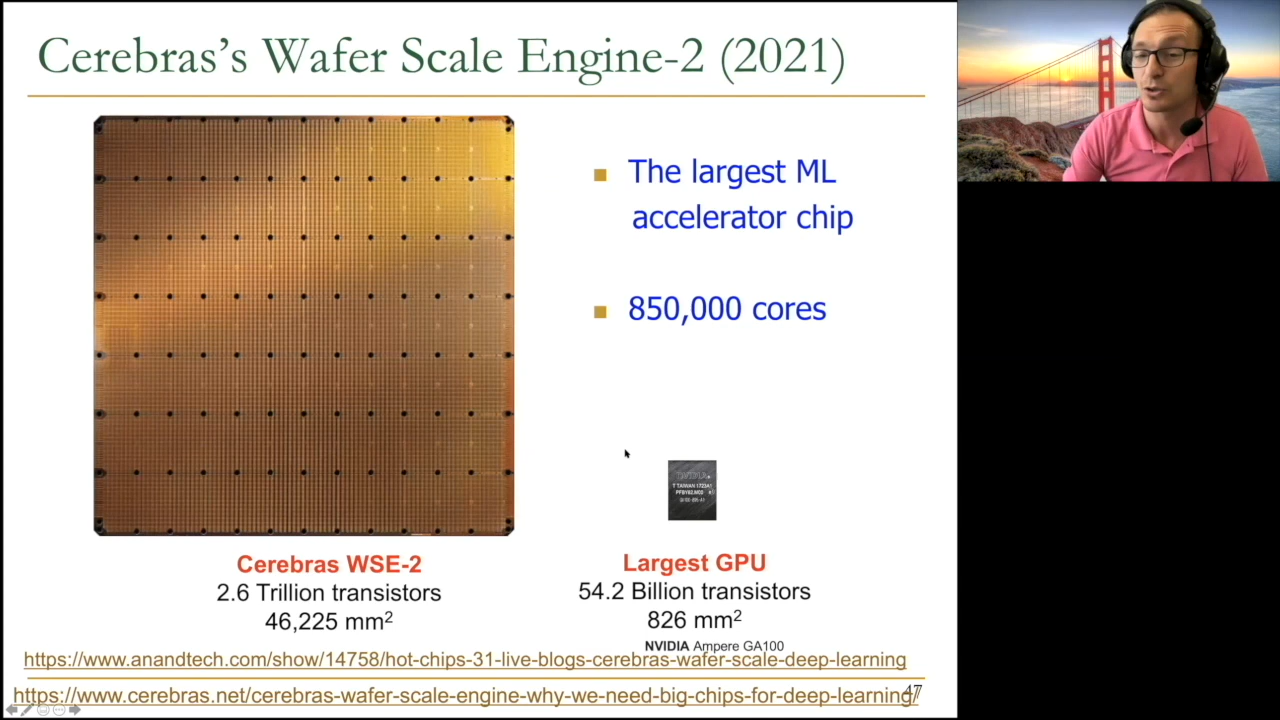 Cerebras’s Wafer Scale Engine-2 (2021)
The largest ML
accelerator chip
850,000 cores
T TAIWAN 1723A1
Cerebras WSE-2
2.6 Trillion transistors
46,225 mm²
Largest GPU
54.2 Billion transistors
826 mm²
NVIDIA Ampere GA100
https://www.anandtech.com/show/14758/hot-chips-31-live-blogs-cerebras-wafer-scale-deep-learning
https://www.cerebras.net/cerebras-wafer-scale-engine-why-we-need-big-chips-for-deep-learning/
47